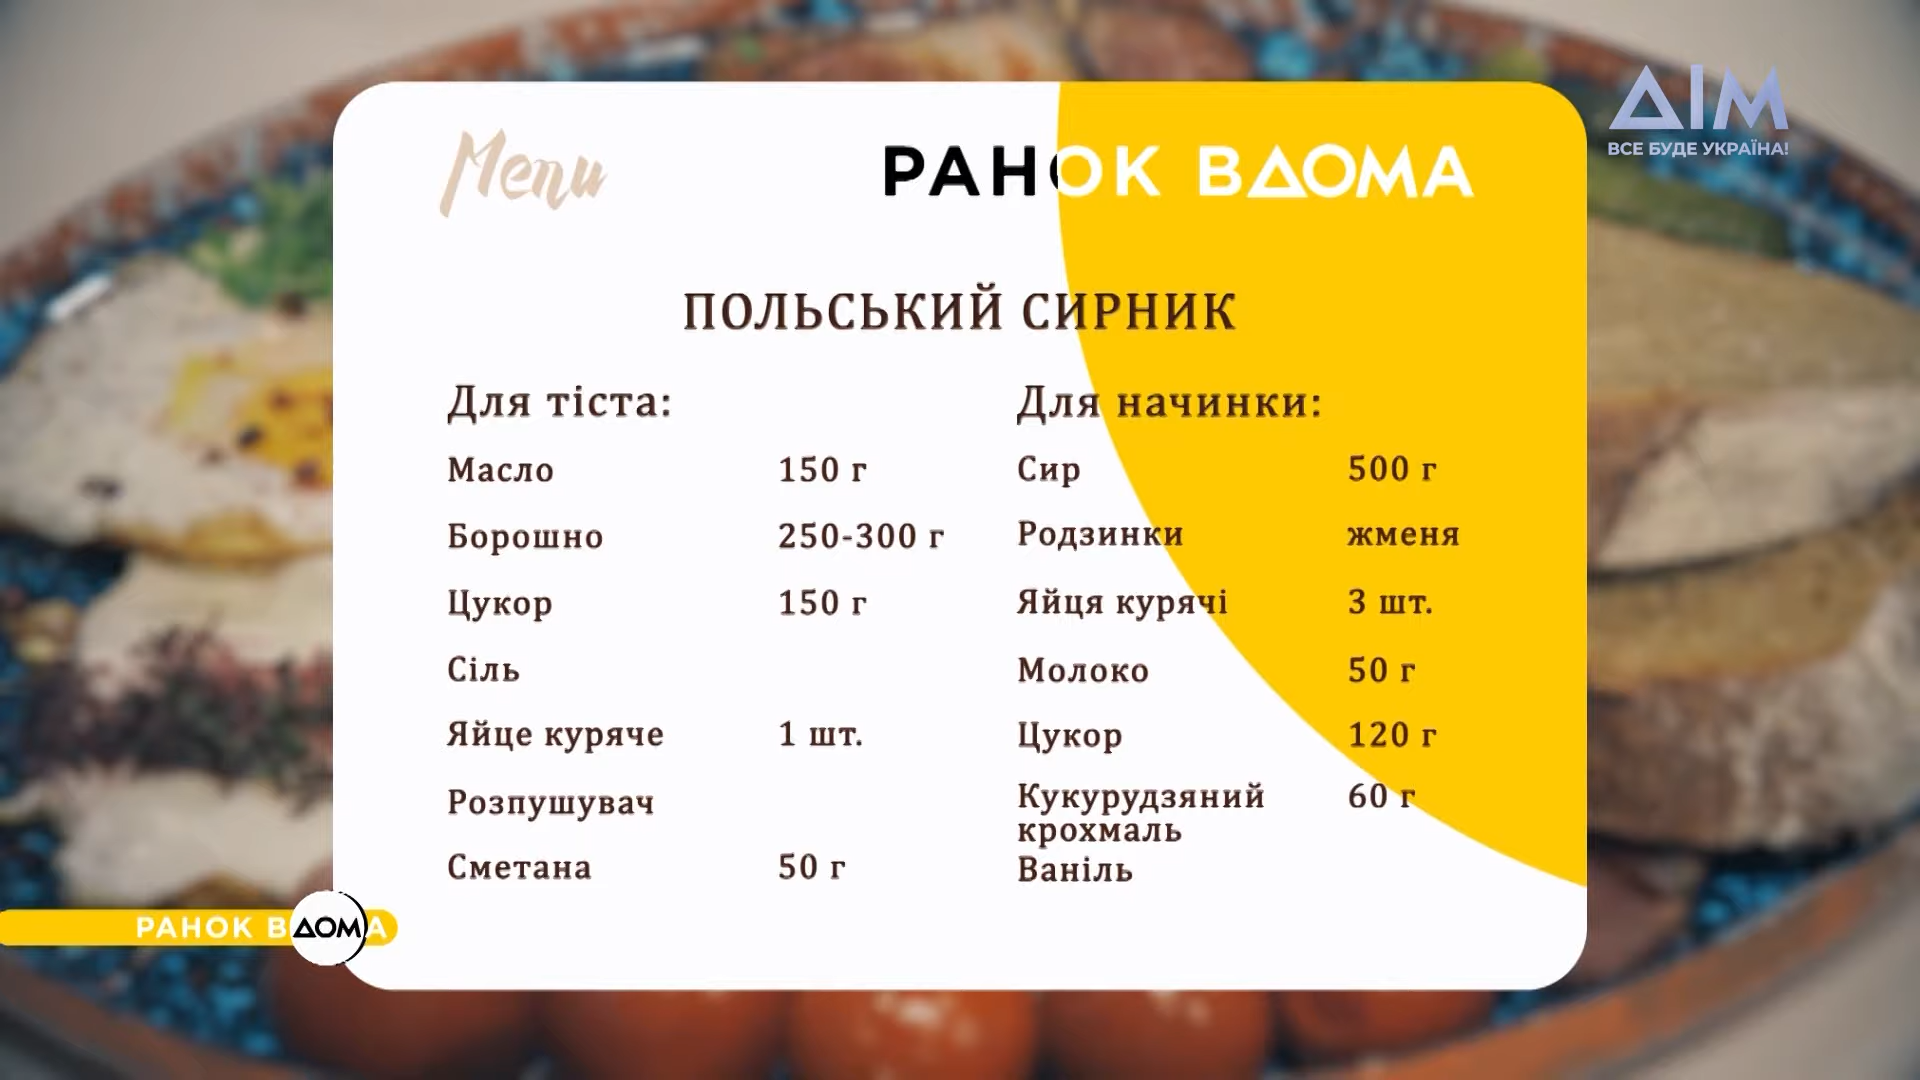 Menu
РАНОК ВДОМА
ДІМ
ВСЕ БУДЕ УКРАЇНА!
ПОЛЬСЬКИЙ СИРНИК
Для тіста:
Масло 150 г
Борошно 250-300 г
Цукор 150 г
Сіль
Яйце куряче 1 шт.
Розпушувач
Сметана 50 г
Для начинки:
Сир 500 г
Родзинки жменя
Яйця курячі 3 шт.
Молоко 50 г
Цукор 120 г
Кукурудзяний 60 г
крохмаль
Ваніль
РАНОК ВДОМА